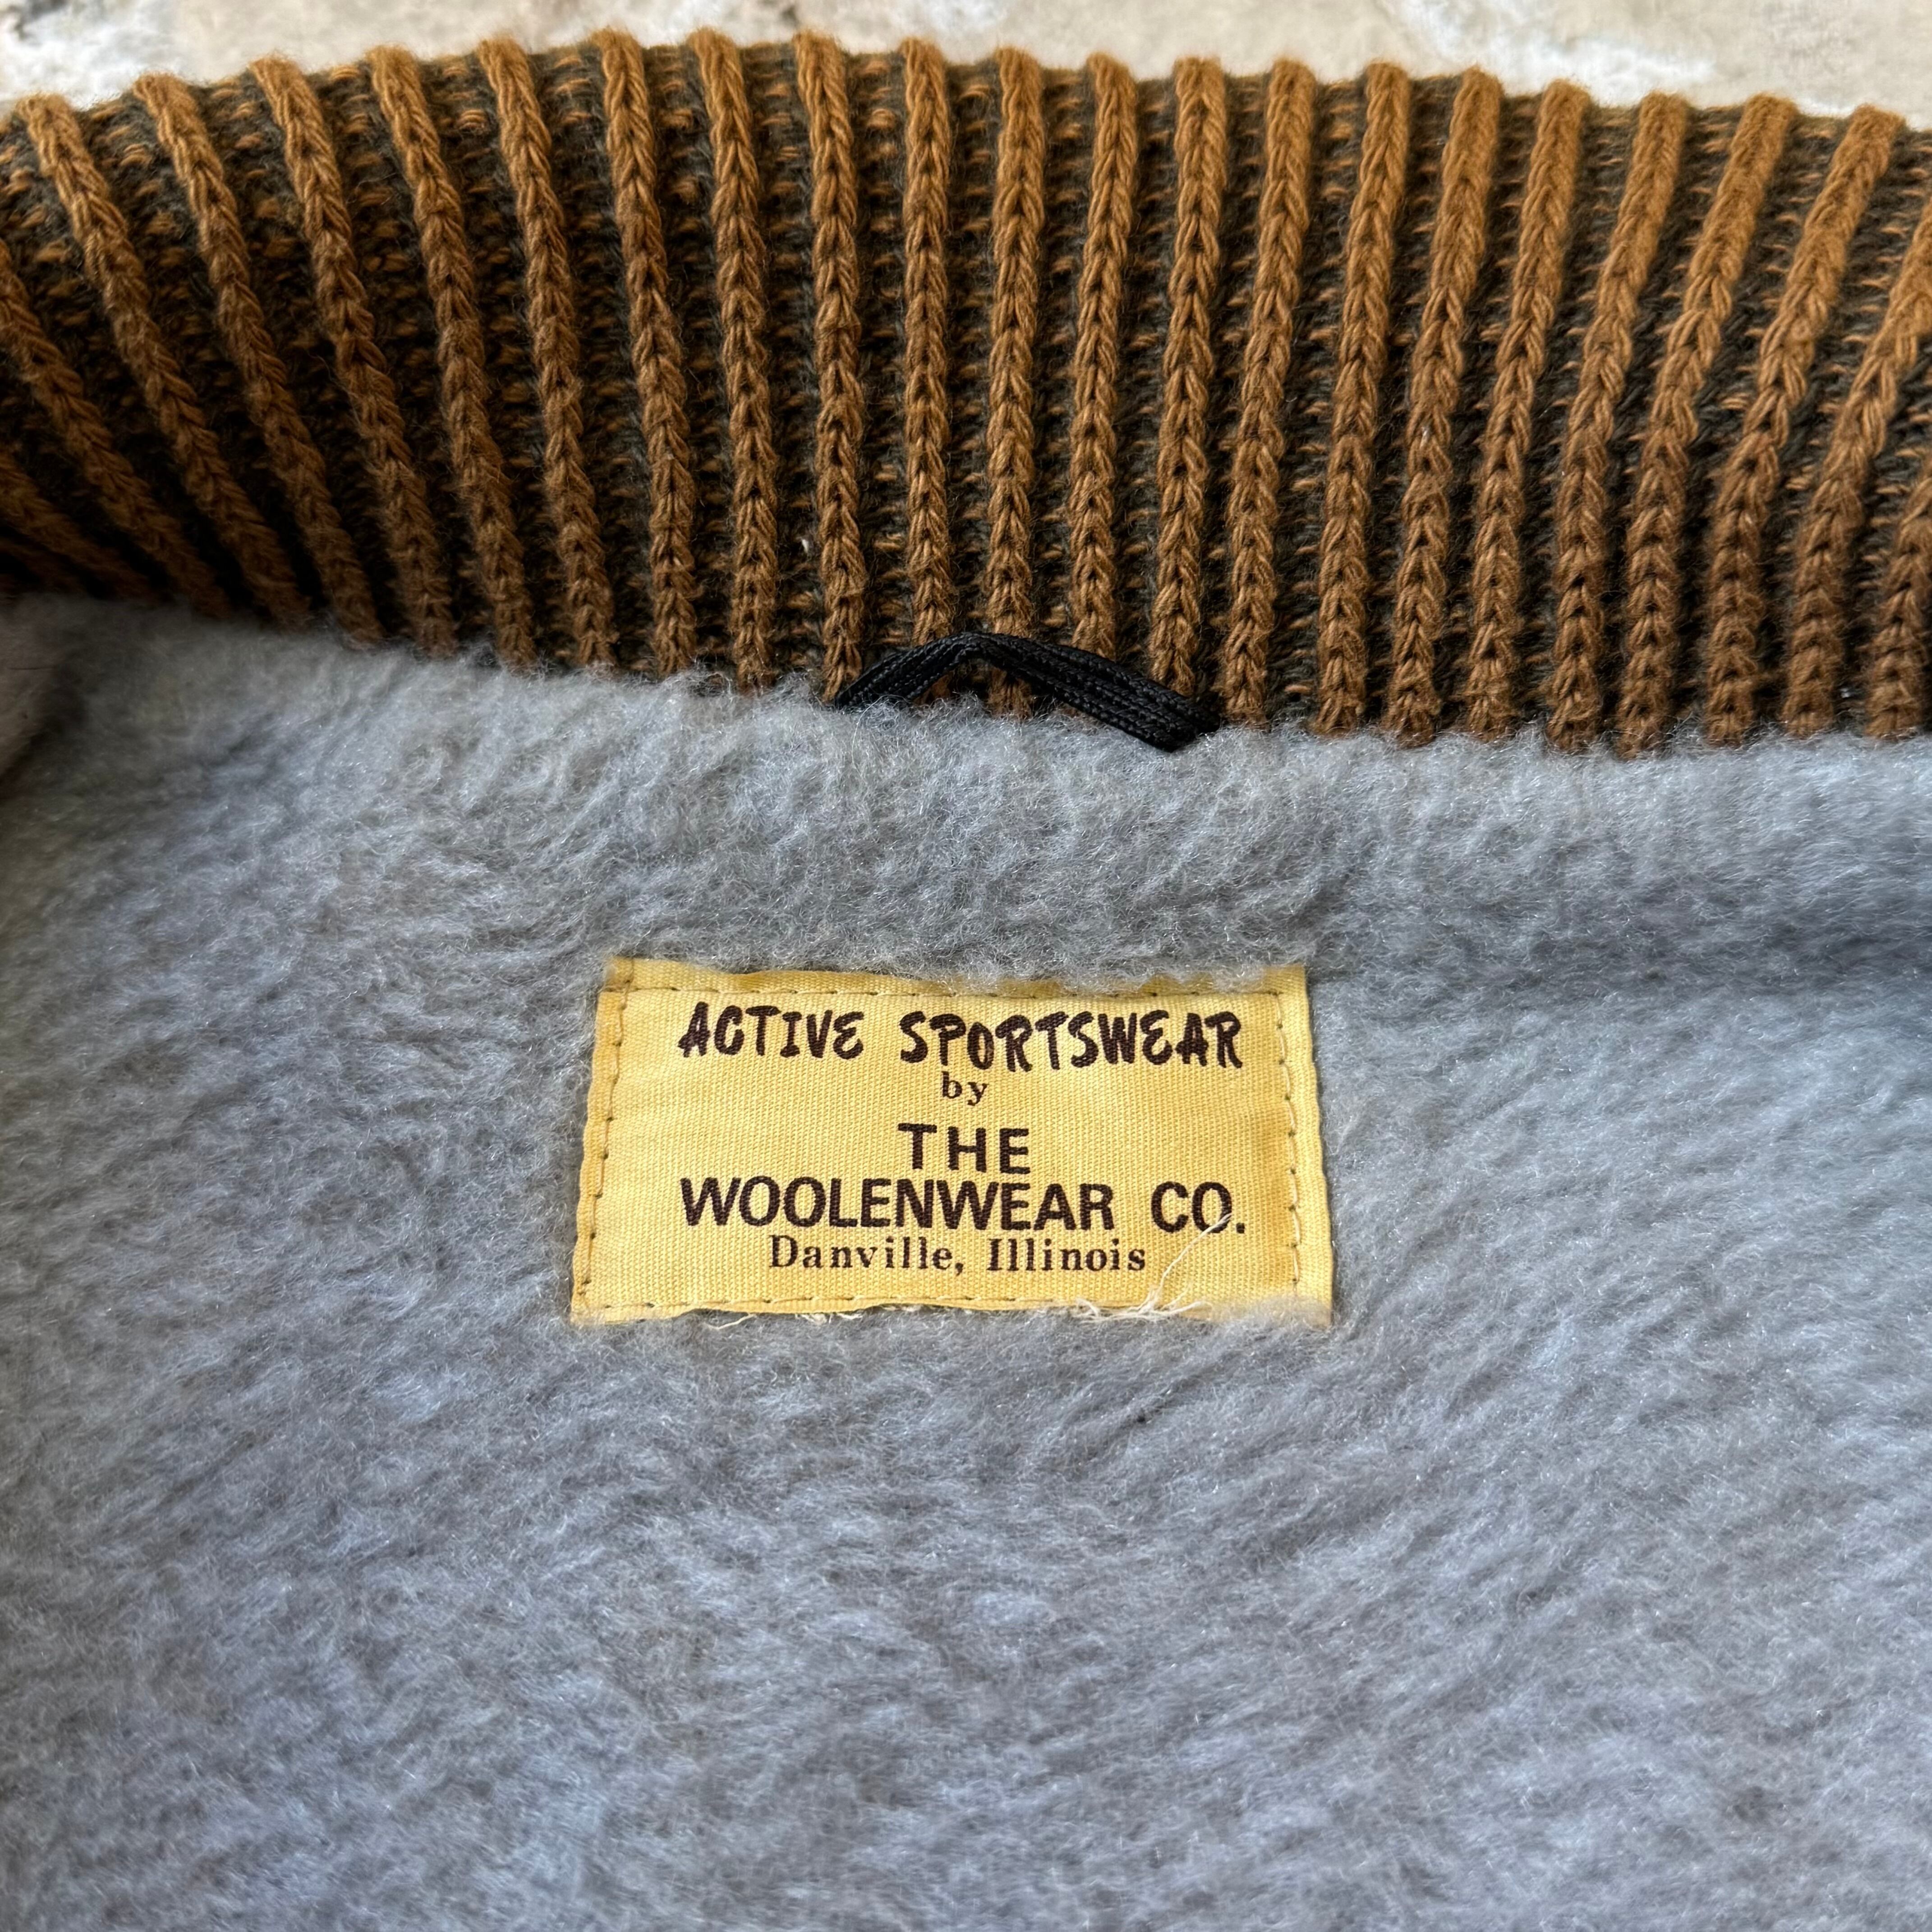 ACTIVE SPORTSWEAR
by
THE
WOOLENWEAR CO.
Danville, Illinois